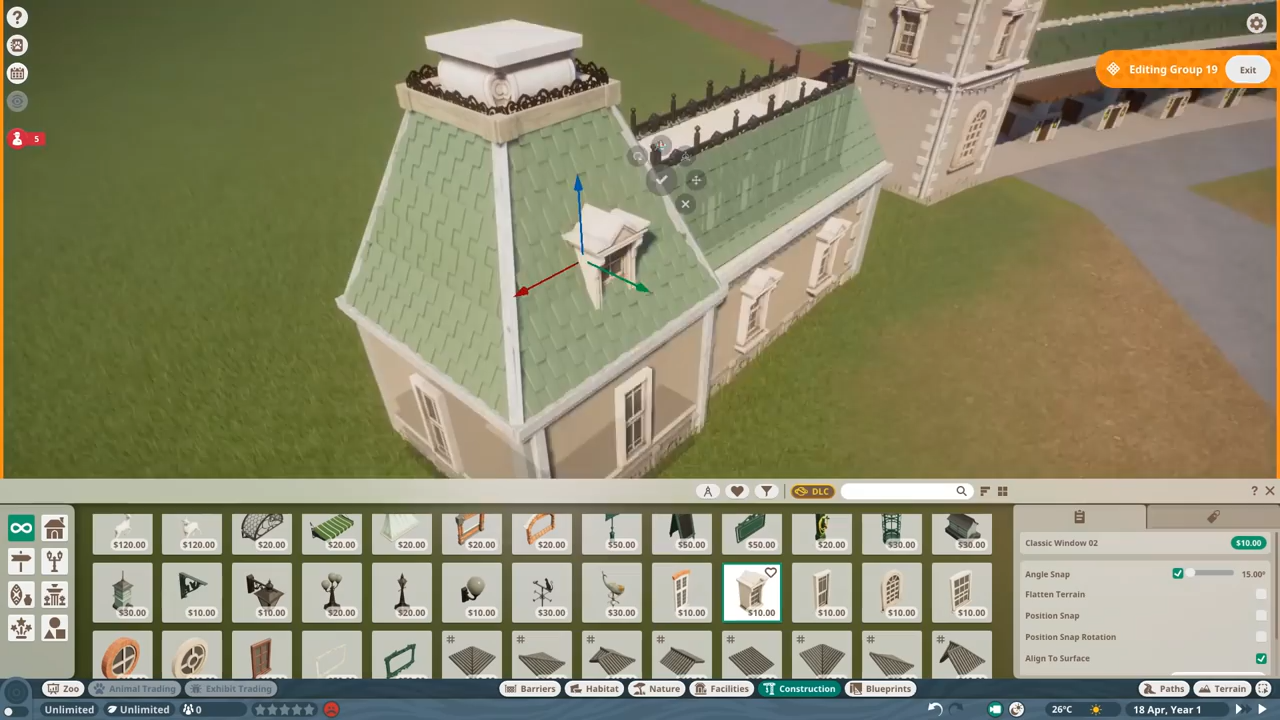 ?
Editing Group 19
Exit
5
DLC
? ✕
$120.00 $120.00 $20.00 $20.00 $20.00 $20.00 $20.00 $50.00 $50.00 $50.00 $20.00 $30.00 $30.00
$30.00 $10.00 $10.00 $20.00 $20.00 $10.00 $30.00 $30.00 $10.00 $10.00 $10.00 $10.00 $10.00
# # # # # # # #
Classic Window 02 $10.00
Angle Snap 15.00°
Flatten Terrain
Position Snap
Position Snap Rotation
Align To Surface
Zoo Animal Trading Exhibit Trading Barriers Habitat Nature Facilities Construction Blueprints Paths Terrain
Unlimited Unlimited 0 26°C 18 Apr, Year 1